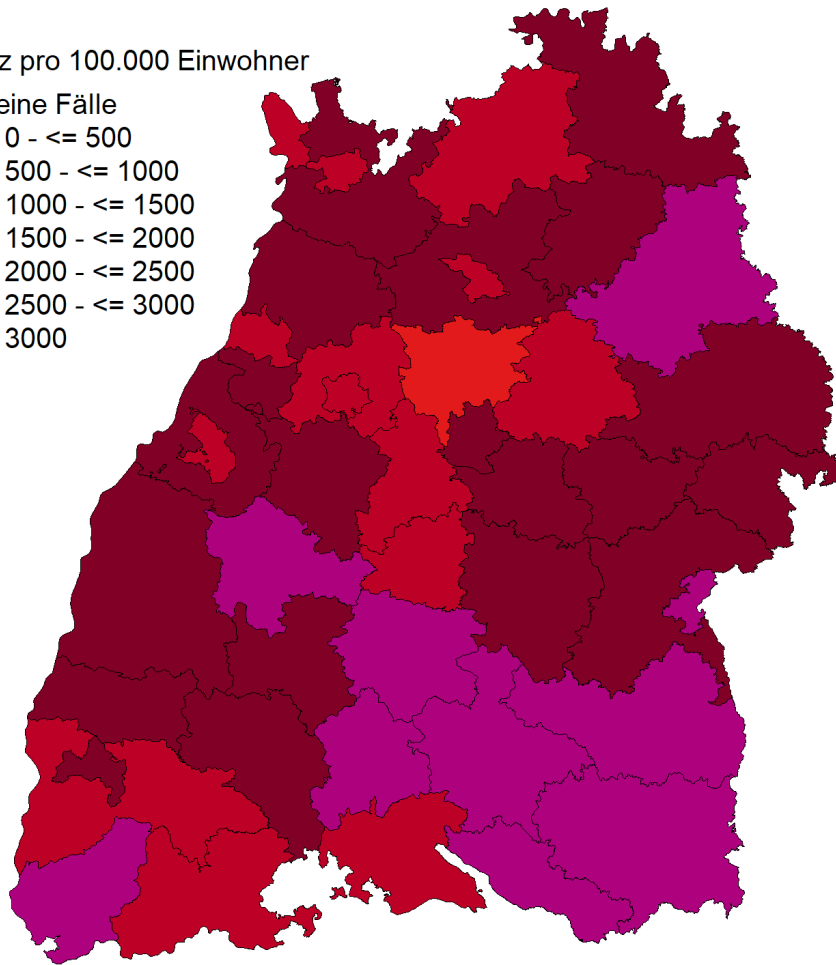 z pro 100.000 Einwohner
eine Fälle
0 - <= 500
500 - <= 1000
1000 - <= 1500
1500 - <= 2000
2000 - <= 2500
2500 - <= 3000
3000